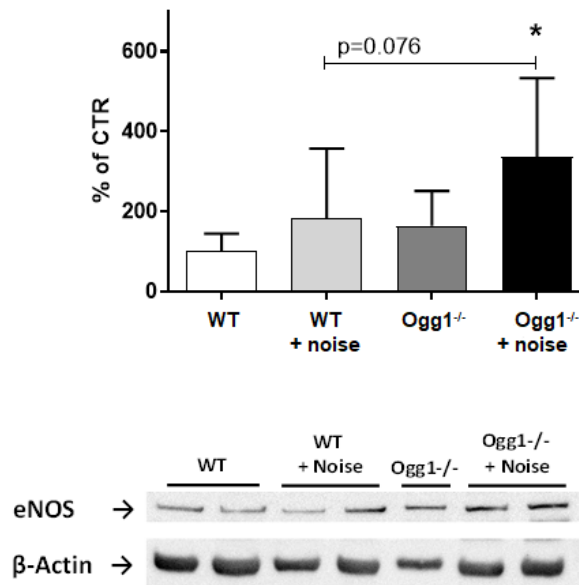 600
400
200
0
% of CTR
p=0.076
*
WT
WT
+ noise
Ogg1⁻/⁻
Ogg1⁻/⁻
+ noise
WT
WT
+ Noise
Ogg1-/-
Ogg1-/-
+ Noise
eNOS →
β-Actin →